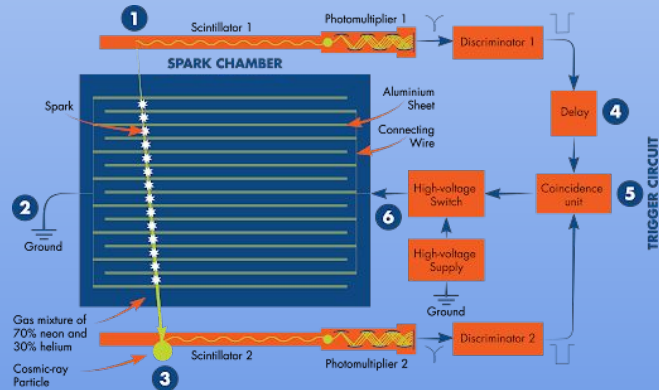 1
Scintillator 1
Photomultiplier 1
Discriminator 1
SPARK CHAMBER
Spark
Aluminium
Sheet
Connecting
Wire
Delay
4
2
Ground
6
High-voltage
Switch
Coincidence
unit
5
TRIGGER CIRCUIT
High-voltage
Supply
Ground
Gas mixture of
70% neon and
30% helium
Cosmic-ray
Particle
3
Scintillator 2
Photomultiplier 2
Discriminator 2